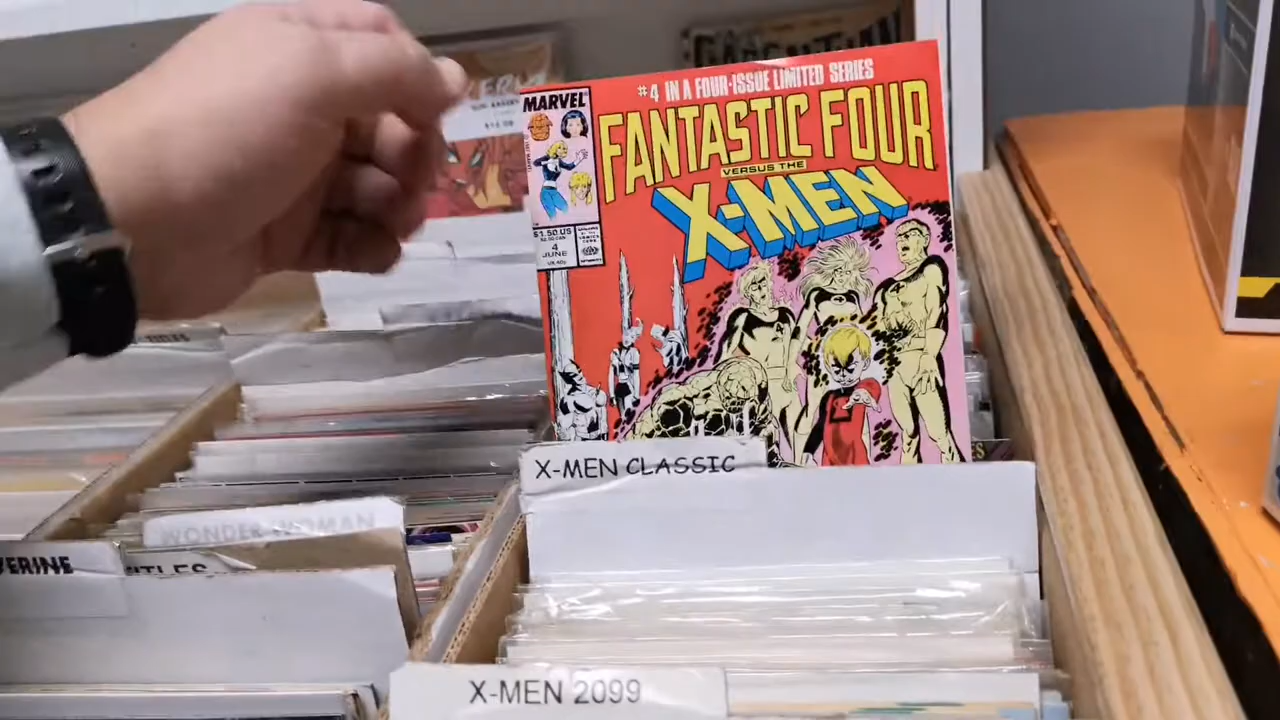 #4 IN A FOUR-ISSUE LIMITED SERIES
MARVEL
FANTASTIC FOUR
VERSUS THE
X-MEN
$1.50 US
4
JUNE
X-MEN CLASSIC
WONDER WOMAN
X-MEN 2099